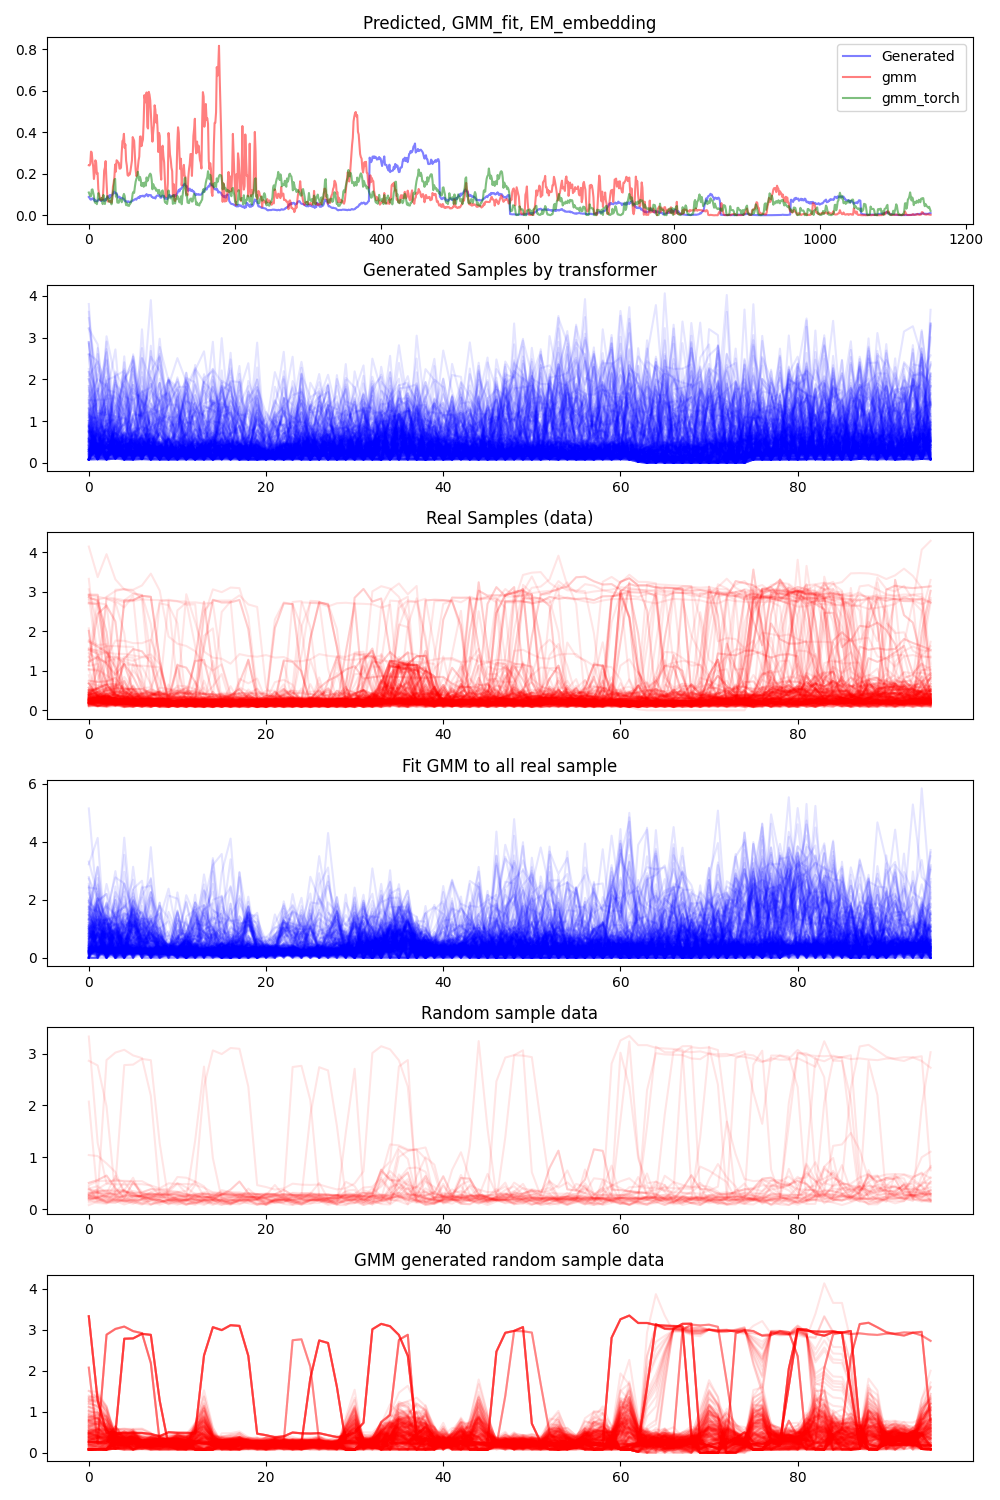 Predicted, GMM_fit, EM_embedding
0.8
0.6
0.4
0.2
0.0
Generated
gmm
gmm_torch
0 200 400 600 800 1000 1200
Generated Samples by transformer
4
3
2
1
0
0 20 40 60 80
Real Samples (data)
4
3
2
1
0
0 20 40 60 80
Fit GMM to all real sample
6
4
2
0
0 20 40 60 80
Random sample data
3
2
1
0
0 20 40 60 80
GMM generated random sample data
4
3
2
1
0
0 20 40 60 80